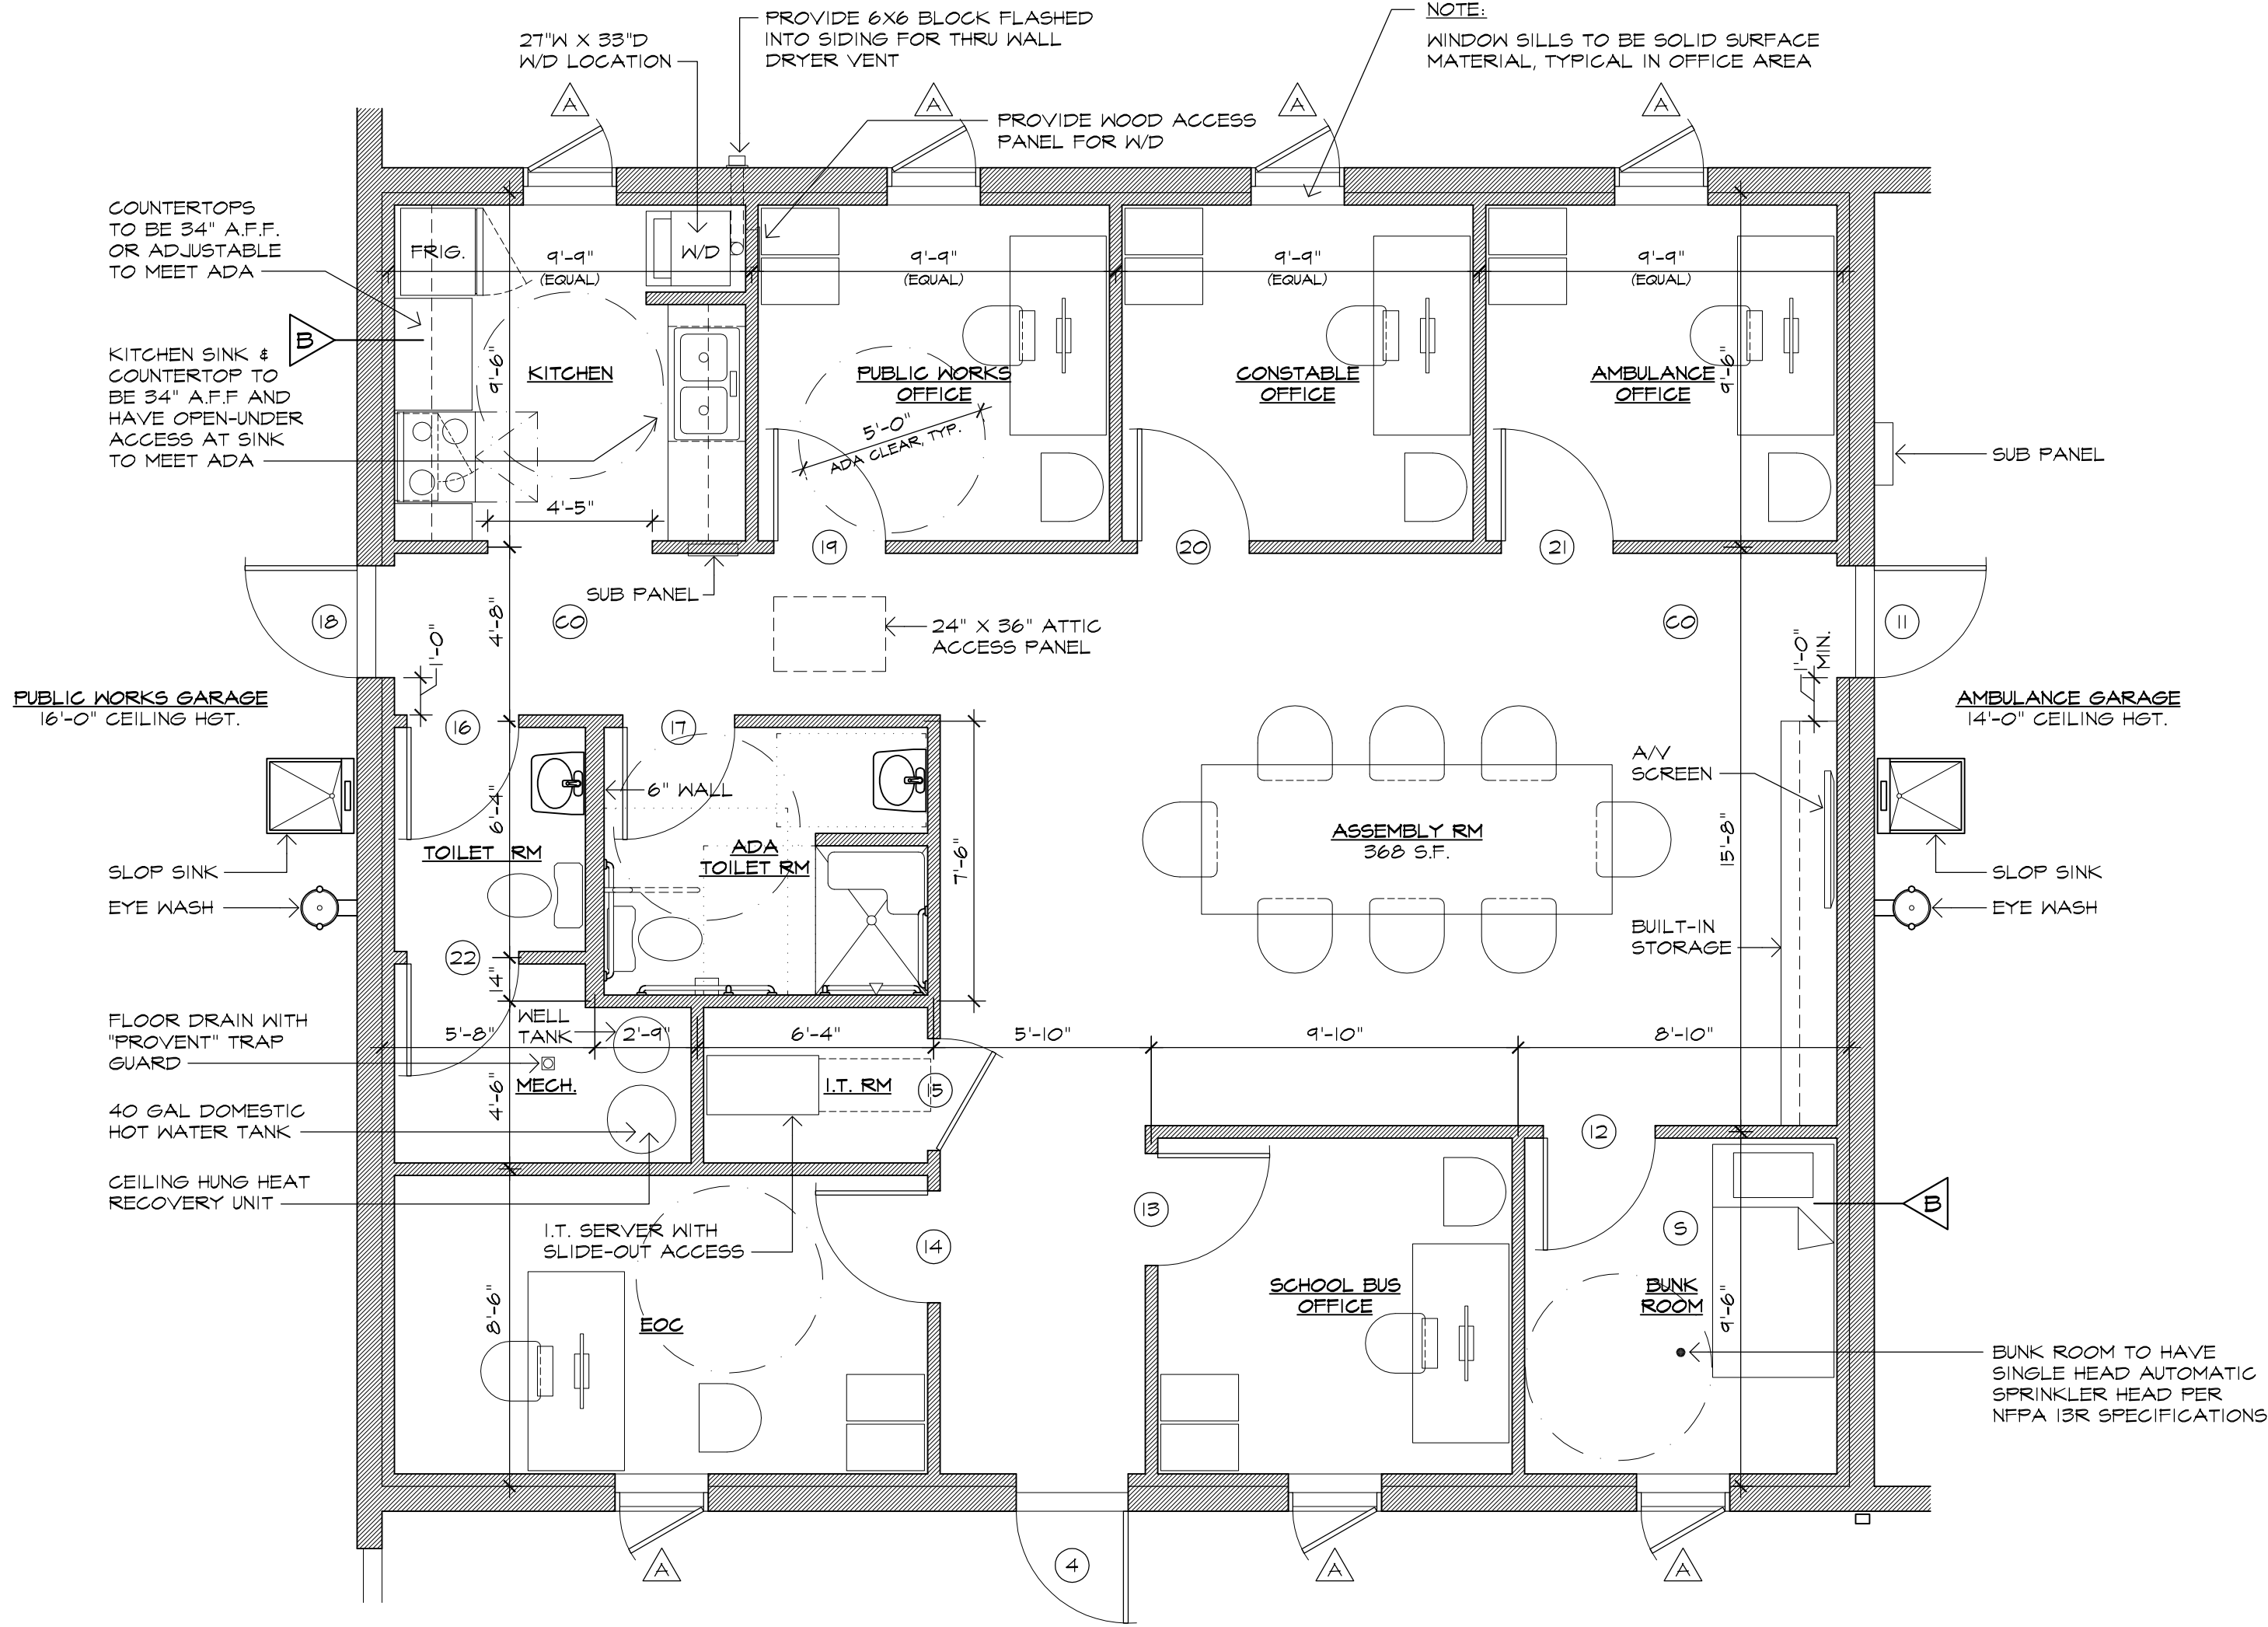 PROVIDE 6X6 BLOCK FLASHED
INTO SIDING FOR THRU WALL
DRYER VENT
NOTE:
WINDOW SILLS TO BE SOLID SURFACE
MATERIAL, TYPICAL IN OFFICE AREA
27"W X 33"D
W/D LOCATION
A
A
A
A
PROVIDE WOOD ACCESS
PANEL FOR W/D
COUNTERTOPS
TO BE 34" A.F.F.
OR ADJUSTABLE
TO MEET ADA
FRIG.
W/D
9'-9"
(EQUAL)
9'-9"
(EQUAL)
9'-9"
(EQUAL)
9'-9"
(EQUAL)
B
KITCHEN SINK &
COUNTERTOP TO
BE 34" A.F.F AND
HAVE OPEN-UNDER
ACCESS AT SINK
TO MEET ADA
9'-6"
KITCHEN
PUBLIC WORKS
OFFICE
CONSTABLE
OFFICE
AMBULANCE
OFFICE
9'-6"
5'-0"
ADA CLEAR, TYP.
SUB PANEL
4'-5"
19
20
21
SUB PANEL
18
CO
4'-8"
24" X 36" ATTIC
ACCESS PANEL
CO
11
1'-0"
1'-0"
MIN.
PUBLIC WORKS GARAGE
16'-0" CEILING HGT.
AMBULANCE GARAGE
14'-0" CEILING HGT.
16
17
A/V
SCREEN
6" WALL
6'-4"
TOILET RM
ADA
TOILET RM
7'-6"
ASSEMBLY RM
368 S.F.
15'-8"
SLOP SINK
EYE WASH
SLOP SINK
EYE WASH
BUILT-IN
STORAGE
22
14"
FLOOR DRAIN WITH
"PROVENT" TRAP
GUARD
WELL
TANK
5'-8"
2'-9"
6'-4"
5'-10"
9'-10"
8'-10"
4'-6"
MECH.
I.T. RM
15
40 GAL DOMESTIC
HOT WATER TANK
12
CEILING HUNG HEAT
RECOVERY UNIT
B
13
S
I.T. SERVER WITH
SLIDE-OUT ACCESS
14
8'-6"
EOC
SCHOOL BUS
OFFICE
BUNK
ROOM
9'-6"
BUNK ROOM TO HAVE
SINGLE HEAD AUTOMATIC
SPRINKLER HEAD PER
NFPA 13R SPECIFICATIONS
A
4
A
A